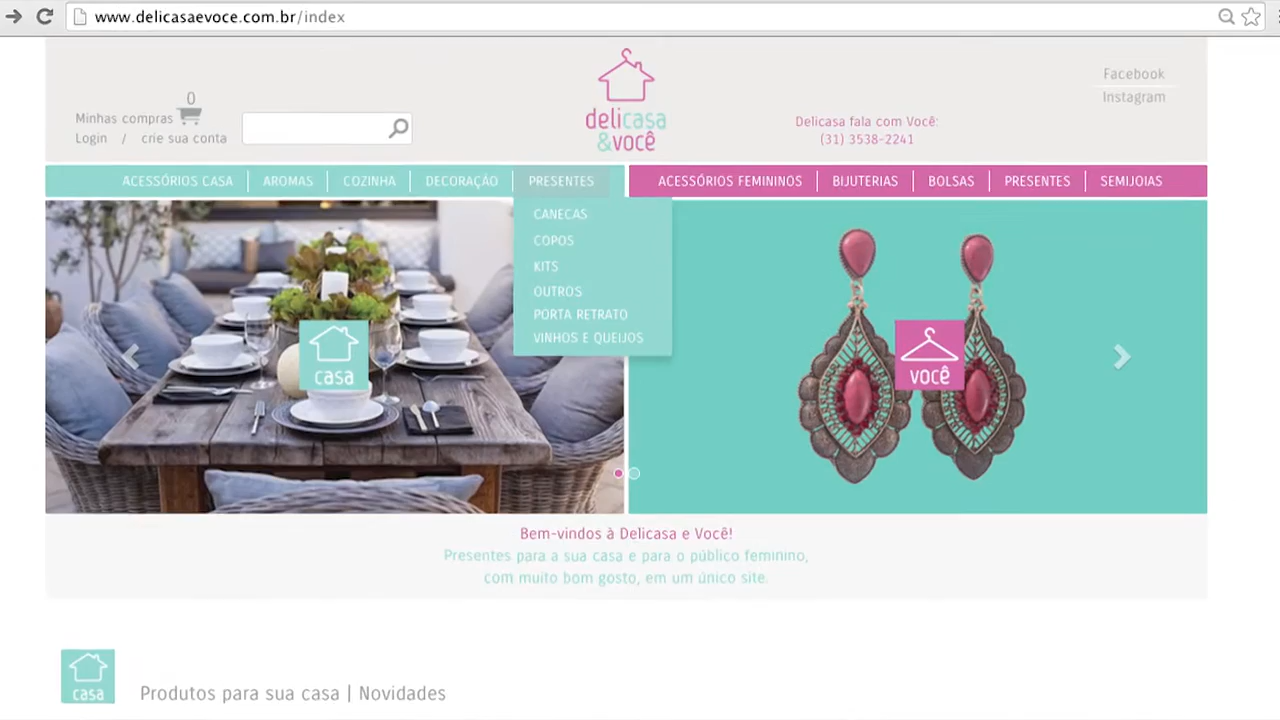 www.delicasaevoce.com.br/index
Facebook
Instagram
0
Minhas compras
Login / crie sua conta
delicasa
&você
Delicasa fala com Você:
(31) 3538-2241
ACESSÓRIOS CASA AROMAS COZINHA DECORAÇÃO PRESENTES
ACESSÓRIOS FEMININOS BIJUTERIAS BOLSAS PRESENTES SEMIJOIAS
CANECAS
COPOS
KITS
OUTROS
PORTA RETRATO
VINHOS E QUEIJOS
casa
você
Bem-vindos à Delicasa e Você!
Presentes para a sua casa e para o público feminino,
com muito bom gosto, em um único site.
casa
Produtos para sua casa | Novidades